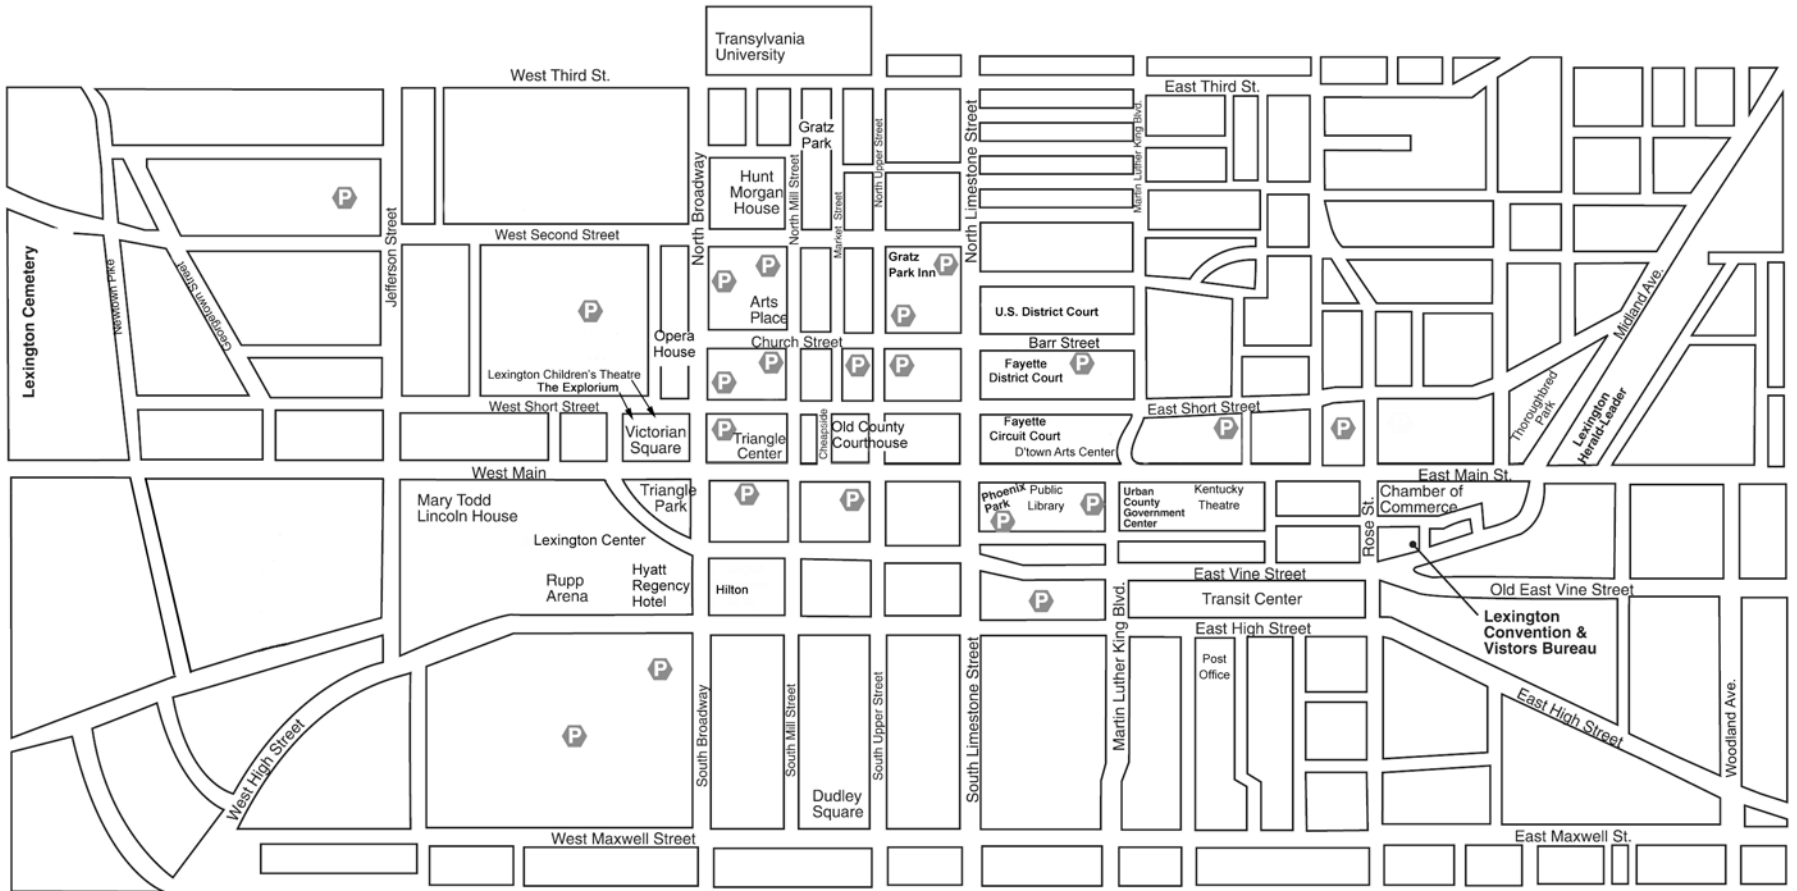 Transylvania
University
West Third St.
East Third St.
Gratz
Park
North Upper Street
North Limestone Street
Martin Luther King Blvd.
Martin Luther King Blvd.
Hunt
Morgan
House
North Broadway
North Mill Street
Market Street
Jefferson Street
West Second Street
Lexington Cemetery
Newtown Pike
Georgetown Street
P
P
P
P
Arts
Place
Gratz
Park Inn
P
P
U.S. District Court
Midland Ave.
Opera
House
Church Street
Barr Street
Lexington Children's Theatre
The Explorium
P
P
P
P
Fayette
District Court
P
West Short Street
East Short Street
Thoroughbred
Park
Lexington
Herald-Leader
Victorian
Square
P
Triangle
Center
Cheapside
Old County
Courthouse
Fayette
Circuit Court
D'town Arts Center
P
P
West Main
East Main St.
Mary Todd
Lincoln House
Triangle
Park
P
P
Phoenix
Park
P
Public
Library
P
Urban
County
Government
Center
Kentucky
Theatre
Rose St.
Chamber of
Commerce
Lexington Center
Rupp
Arena
Hyatt
Regency
Hotel
Hilton
East Vine Street
Old East Vine Street
P
Martin Luther King Blvd.
Transit Center
Lexington
Convention &
Vistors Bureau
East High Street
P
Post
Office
South Broadway
South Mill Street
South Upper Street
South Limestone Street
West High Street
P
East High Street
Woodland Ave.
Dudley
Square
West Maxwell Street
East Maxwell St.